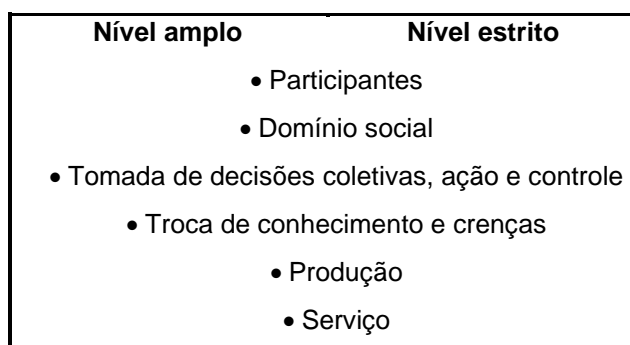 Nível amplo Nível estrito
• Participantes
• Domínio social
• Tomada de decisões coletivas, ação e controle
• Troca de conhecimento e crenças
• Produção
• Serviço